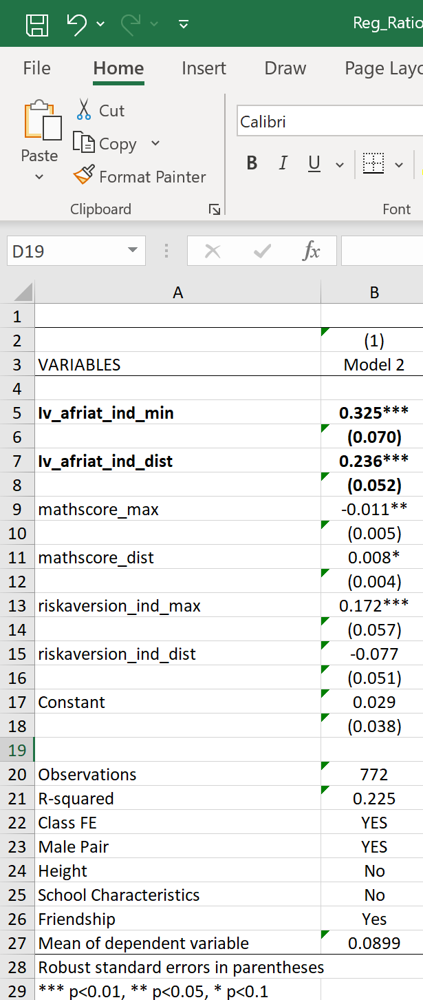 Reg_Ratio
File Home Insert Draw Page Layo
Cut
Calibri
Copy
Paste
B I U
Format Painter
Clipboard Font
D19 fx
A B
1
2 (1)
3 VARIABLES Model 2
4
5 Iv_afriat_ind_min 0.325***
6 (0.070)
7 Iv_afriat_ind_dist 0.236***
8 (0.052)
9 mathscore_max -0.011**
10 (0.005)
11 mathscore_dist 0.008*
12 (0.004)
13 riskaversion_ind_max 0.172***
14 (0.057)
15 riskaversion_ind_dist -0.077
16 (0.051)
17 Constant 0.029
18 (0.038)
19
20 Observations 772
21 R-squared 0.225
22 Class FE YES
23 Male Pair YES
24 Height No
25 School Characteristics No
26 Friendship Yes
27 Mean of dependent variable 0.0899
28 Robust standard errors in parentheses
29 *** p<0.01, ** p<0.05, * p<0.1